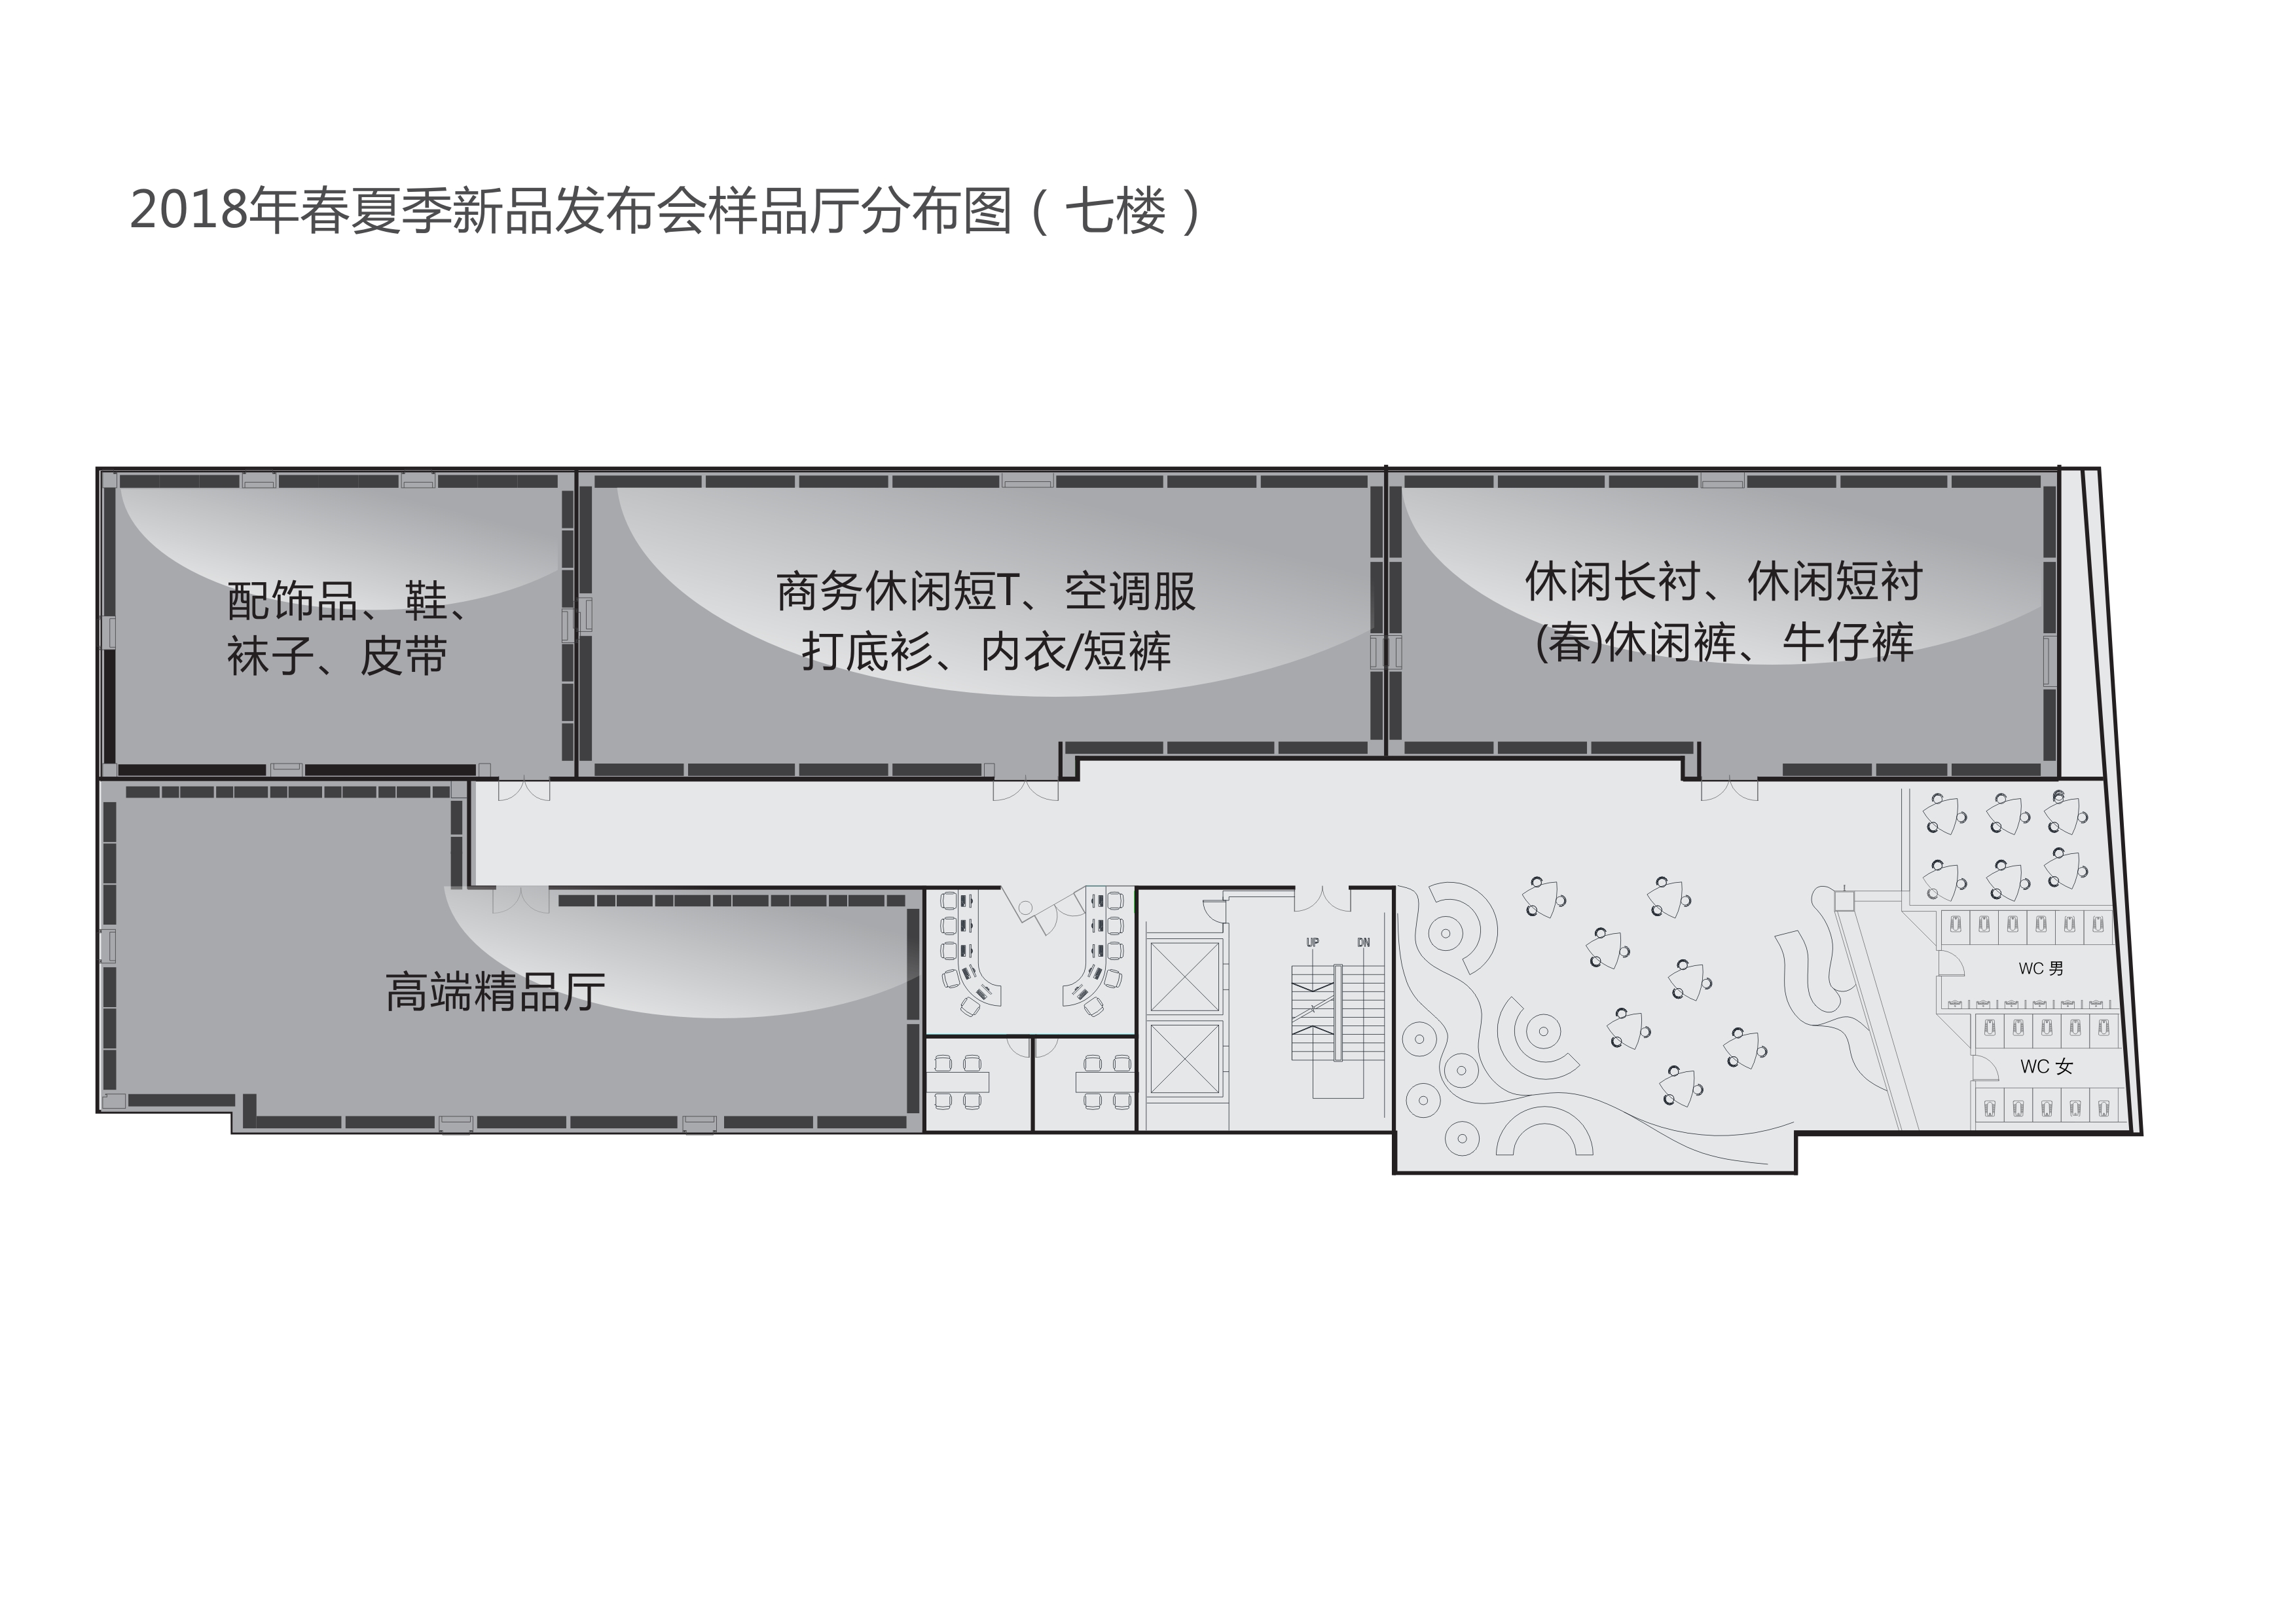 2018年春夏季新品发布会样品厅分布图（七楼）
配饰品、鞋、
袜子、皮带
商务休闲短T、空调服
打底衫、内衣/短裤
休闲长衬、休闲短衬
(春)休闲裤、牛仔裤
高端精品厅
UP
DN
WC 男
WC 女